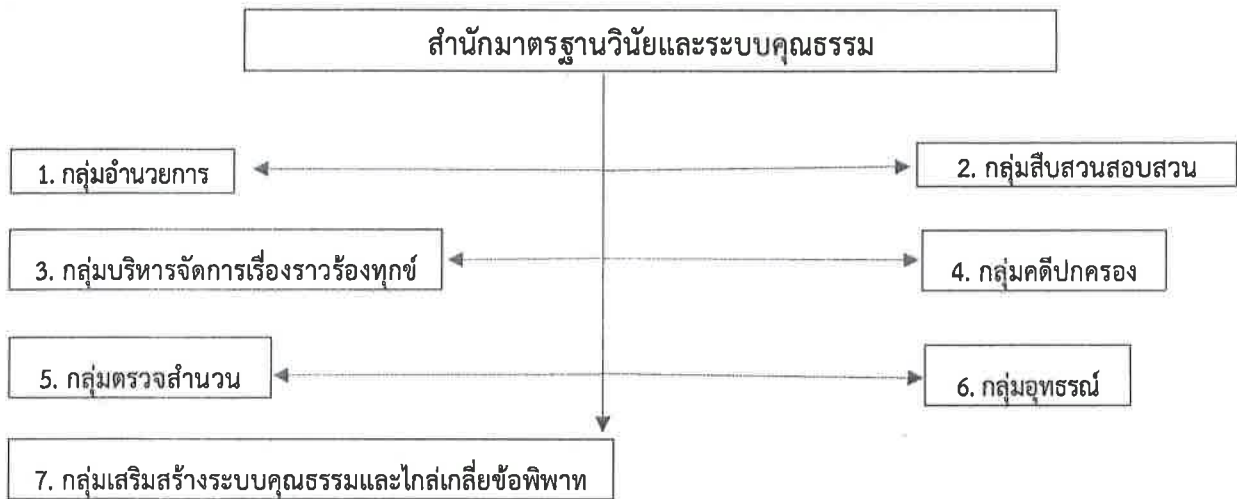 สำนักมาตรฐานวินัยและระบบคุณธรรม
1. กลุ่มอำนวยการ
2. กลุ่มสืบสวนสอบสวน
3. กลุ่มบริหารจัดการเรื่องราวร้องทุกข์
4. กลุ่มคดีปกครอง
5. กลุ่มตรวจสำนวน
6. กลุ่มอุทธรณ์
7. กลุ่มเสริมสร้างระบบคุณธรรมและไกล่เกลี่ยข้อพิพาท